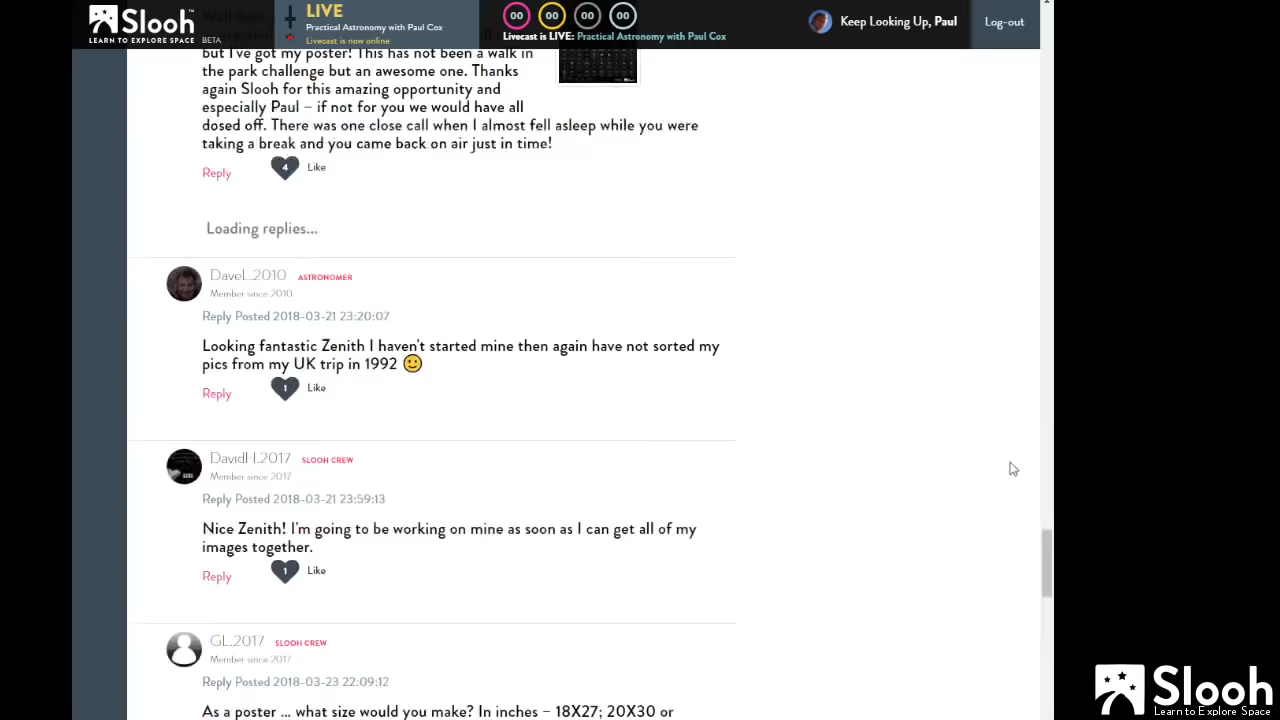 Slooh™
LEARN TO EXPLORE SPACE
BETA
LIVE
Practical Astronomy with Paul Cox
Livecast is now online
00 00 00 00
Livecast is LIVE: Practical Astronomy with Paul Cox
Keep Looking Up, Paul
Log-out
but I've got my poster! This has not been a walk in
the park challenge but an awesome one. Thanks
again Slooh for this amazing opportunity and
especially Paul – if not for you we would have all
dosed off. There was one close call when I almost fell asleep while you were
taking a break and you came back on air just in time!
Reply 4 Like
Loading replies...
DaveL.2010 ASTRONOMER
Member since 2010
Reply Posted 2018-03-21 23:20:07
Looking fantastic Zenith I haven't started mine then again have not sorted my
pics from my UK trip in 1992
Reply 1 Like
DavidH.2017 SLOOH CREW
Member since 2017
Reply Posted 2018-03-21 23:59:13
Nice Zenith! I'm going to be working on mine as soon as I can get all of my
images together.
Reply 1 Like
GL.2017 SLOOH CREW
Member since 2017
Reply Posted 2018-03-23 22:09:12
As a poster ... what size would you make? In inches – 18X27; 20X30 or
Slooh
Learn to Explore Space